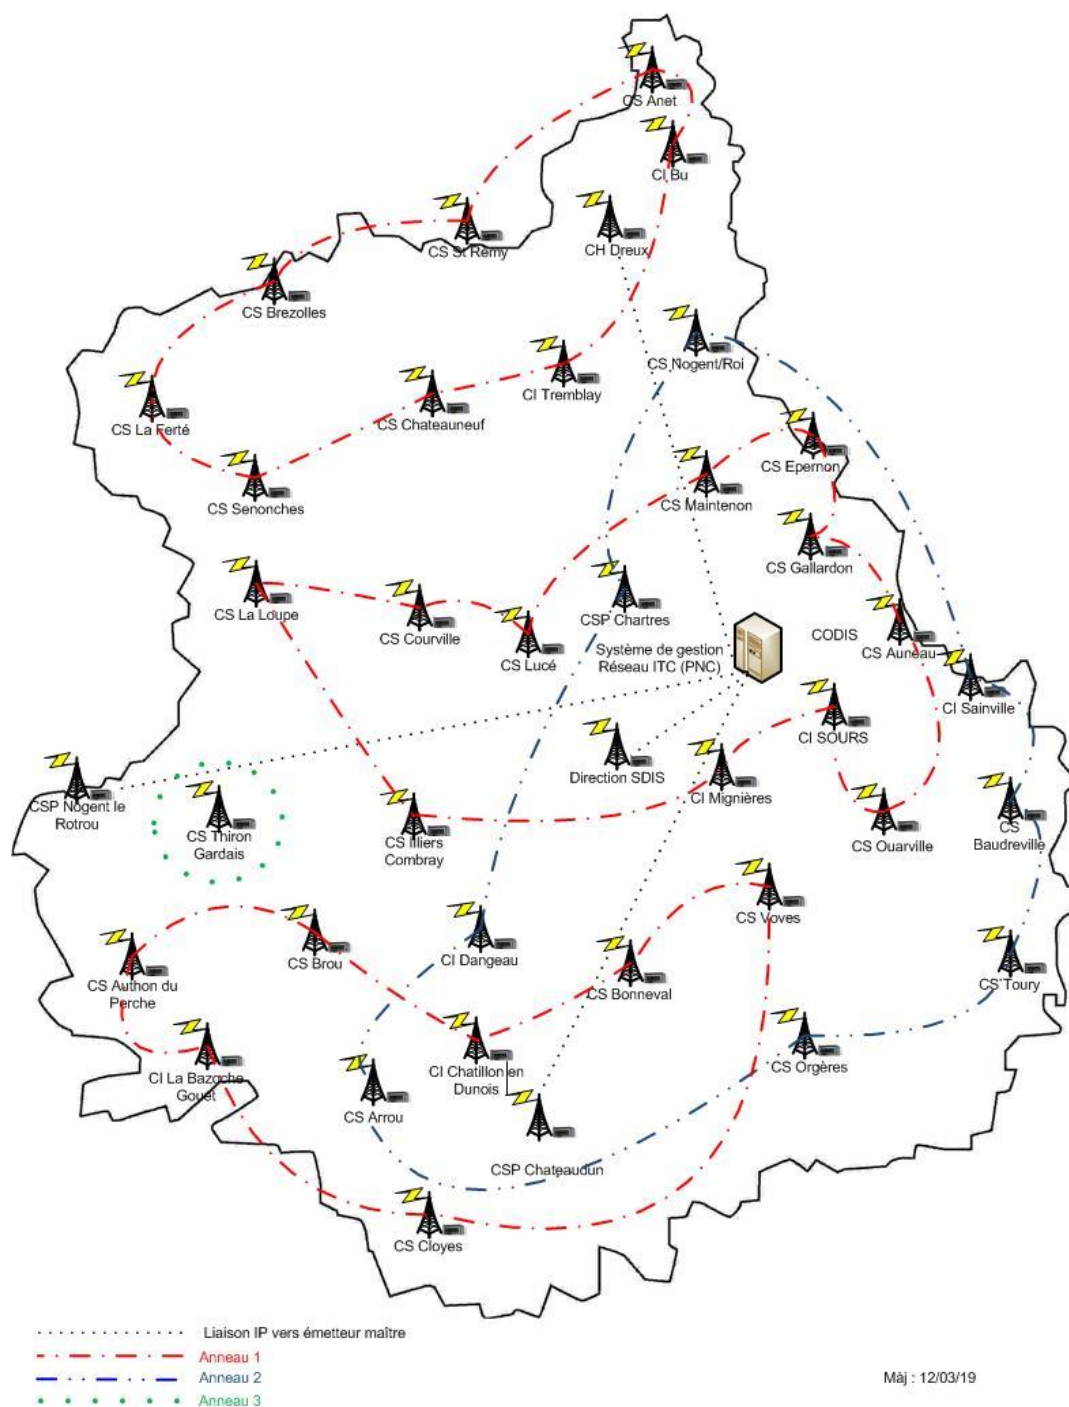 CS Anet
CI Bu
CS St Rémy
CH Dreux
CS Brezolles
CS Nogent/Roi
CI Tremblay
CS La Ferté
CS Chateauneuf
CS Epernon
CS Senonches
CS Maintenon
CS Gallardon
CS La Loupe
CS Courville
CSP Chartres
CS Lucé
Système de gestion
Réseau ITC (PNC)
CODIS
CS Auneau
CI Sainville
CI SOURS
Direction SDIS
CI Mignières
CSP Nogent le
Rotrou
CS Thiron
Gardais
CS Illiers
Combray
CS Ouarville
CS
Baudreville
CS Voves
CS Brou
CI Dangeau
CS Bonneval
CS Toury
CS Authon du
Perche
CS Orgères
CI La Bazoche
Gouet
CI Chatillon en
Dunois
CS Arrou
CSP Chateaudun
CS Cloyes
Liaison IP vers émetteur maître
Anneau 1
Anneau 2
Anneau 3
Màj : 12/03/19